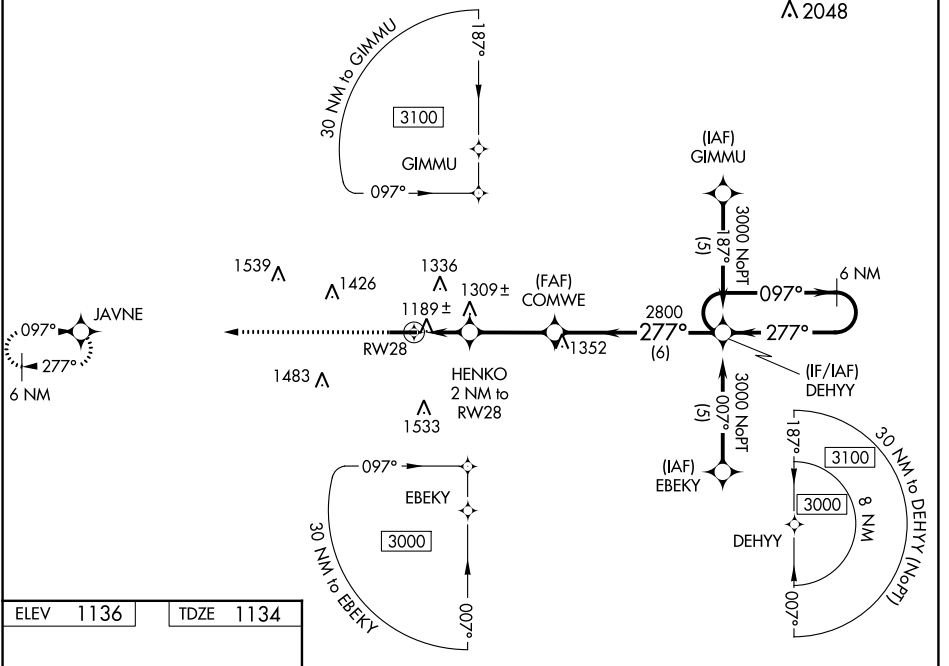 2048
30 NM to GIMMU
187°
3100
GIMMU
097°
(IAF)
GIMMU
3000 NoPT
187°
(5)
6 NM
097°
277°
1539
1426
1336
1309±
1189±
(FAF)
COMWE
2800
277°
(6)
1352
JAVNE
097°
277°
6 NM
RW28
HENKO
2 NM to
RW28
1483
1533
(IF/IAF)
DEHYY
3000 NoPT
007°
(5)
(IAF)
EBEKY
097°
EBEKY
3000
30 NM to EBEKY
007°
187°
30 NM to DEHYY (NoPT)
3100
3000
8 NM
DEHYY
007°
ELEV 1136
TDZE 1134